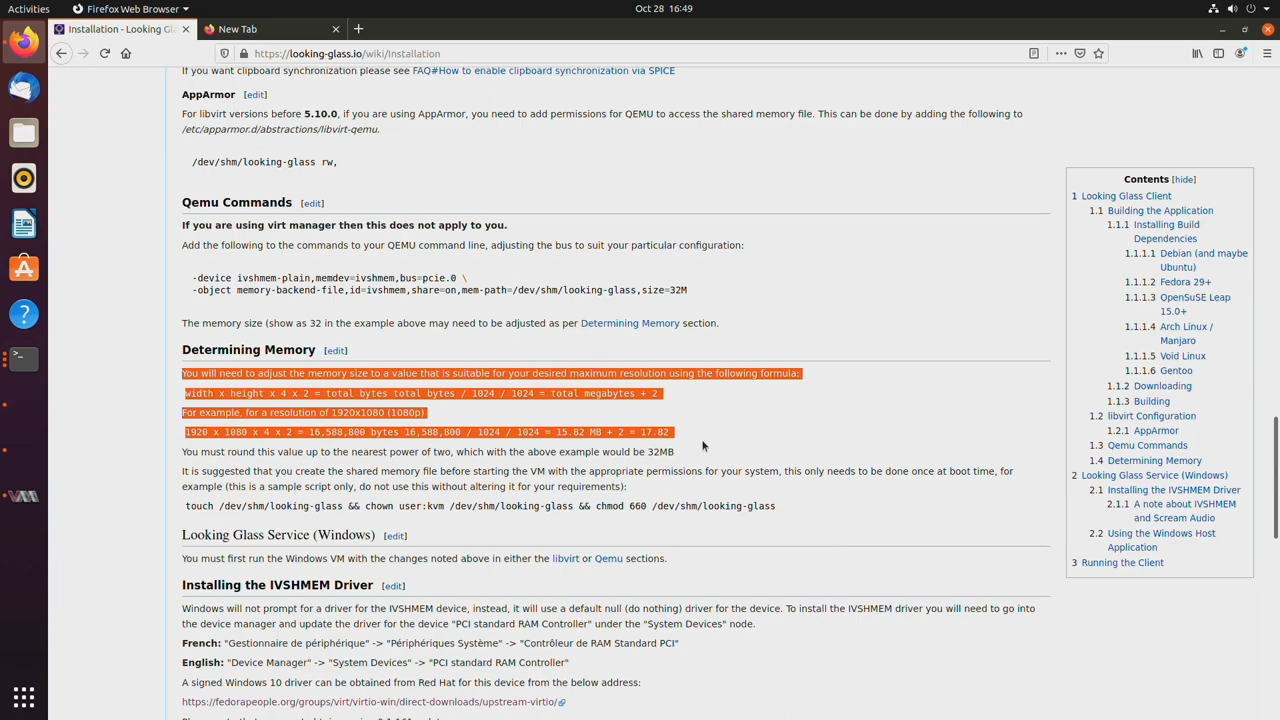 Activities
Firefox Web Browser
Oct 28 16:49
Installation - Looking Gla
New Tab
https://looking-glass.io/wiki/Installation
If you want clipboard synchronization please see FAQ#How to enable clipboard synchronization via SPICE
AppArmor [edit]
For libvirt versions before 5.10.0, if you are using AppArmor, you need to add permissions for QEMU to access the shared memory file. This can be done by adding the following to
/etc/apparmor.d/abstractions/libvirt-qemu.
/dev/shm/looking-glass rw,
Qemu Commands [edit]
If you are using virt manager then this does not apply to you.
Add the following to the commands to your QEMU command line, adjusting the bus to suit your particular configuration:
-device ivshmem-plain,memdev=ivshmem,bus=pcie.0 \
-object memory-backend-file,id=ivshmem,share=on,mem-path=/dev/shm/looking-glass,size=32M
The memory size (show as 32 in the example above may need to be adjusted as per Determining Memory section.
Determining Memory [edit]
You will need to adjust the memory size to a value that is suitable for your desired maximum resolution using the following formula:
width x height x 4 x 2 = total bytes total bytes / 1024 / 1024 = total megabytes + 2
For example, for a resolution of 1920x1080 (1080p)
1920 x 1080 x 4 x 2 = 16,588,800 bytes 16,588,800 / 1024 / 1024 = 15.82 MB + 2 = 17.82
You must round this value up to the nearest power of two, which with the above example would be 32MB
It is suggested that you create the shared memory file before starting the VM with the appropriate permissions for your system, this only needs to be done once at boot time, for
example (this is a sample script only, do not use this without altering it for your requirements):
touch /dev/shm/looking-glass && chown user:kvm /dev/shm/looking-glass && chmod 660 /dev/shm/looking-glass
Looking Glass Service (Windows) [edit]
You must first run the Windows VM with the changes noted above in either the libvirt or Qemu sections.
Installing the IVSHMEM Driver [edit]
Windows will not prompt for a driver for the IVSHMEM device, instead, it will use a default null (do nothing) driver for the device. To install the IVSHMEM driver you will need to go into
the device manager and update the driver for the device "PCI standard RAM Controller" under the "System Devices" node.
French: "Gestionnaire de périphérique" -> "Périphériques Système" -> "Contrôleur de RAM Standard PCI"
English: "Device Manager" -> "System Devices" -> "PCI standard RAM Controller"
A signed Windows 10 driver can be obtained from Red Hat for this device from the below address:
https://fedorapeople.org/groups/virt/virtio-win/direct-downloads/upstream-virtio/
Contents [hide]
1 Looking Glass Client
1.1 Building the Application
1.1.1 Installing Build
Dependencies
1.1.1.1 Debian (and maybe
Ubuntu)
1.1.1.2 Fedora 29+
1.1.1.3 OpenSuSE Leap
15.0+
1.1.1.4 Arch Linux /
Manjaro
1.1.1.5 Void Linux
1.1.1.6 Gentoo
1.1.2 Downloading
1.1.3 Building
1.2 libvirt Configuration
1.2.1 AppArmor
1.3 Qemu Commands
1.4 Determining Memory
2 Looking Glass Service (Windows)
2.1 Installing the IVSHMEM Driver
2.1.1 A note about IVSHMEM
and Scream Audio
2.2 Using the Windows Host
Application
3 Running the Client